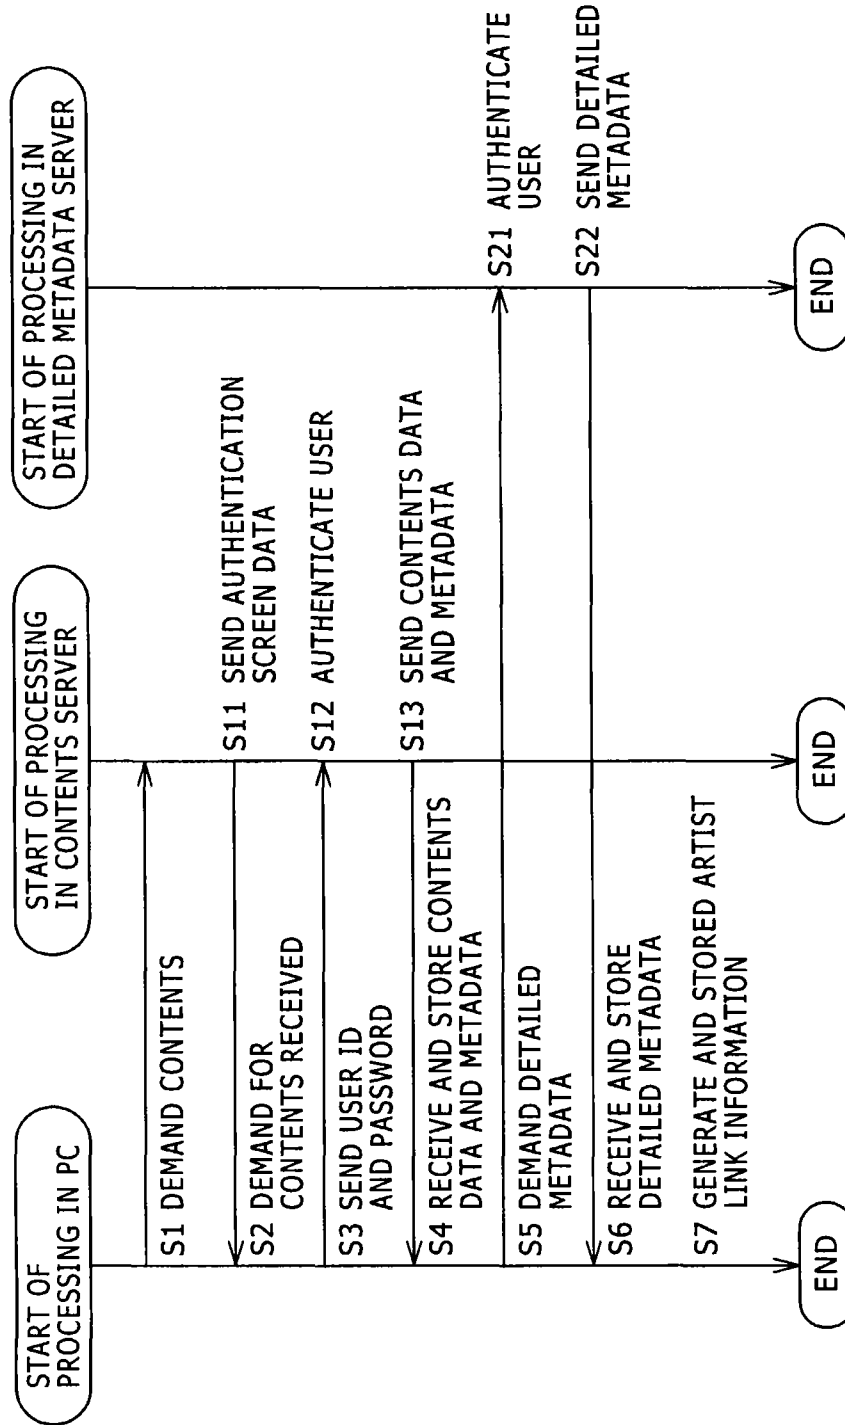 START OF
PROCESSING IN PC
START OF PROCESSING
IN CONTENTS SERVER
START OF PROCESSING IN
DETAILED METADATA SERVER
S1 DEMAND CONTENTS
S11 SEND AUTHENTICATION
SCREEN DATA
S2 DEMAND FOR
CONTENTS RECEIVED
S12 AUTHENTICATE USER
S3 SEND USER ID
AND PASSWORD
S13 SEND CONTENTS DATA
AND METADATA
S4 RECEIVE AND STORE CONTENTS
DATA AND METADATA
S21 AUTHENTICATE
USER
S5 DEMAND DETAILED
METADATA
S22 SEND DETAILED
METADATA
S6 RECEIVE AND STORE
DETAILED METADATA
S7 GENERATE AND STORED ARTIST
LINK INFORMATION
END
END
END